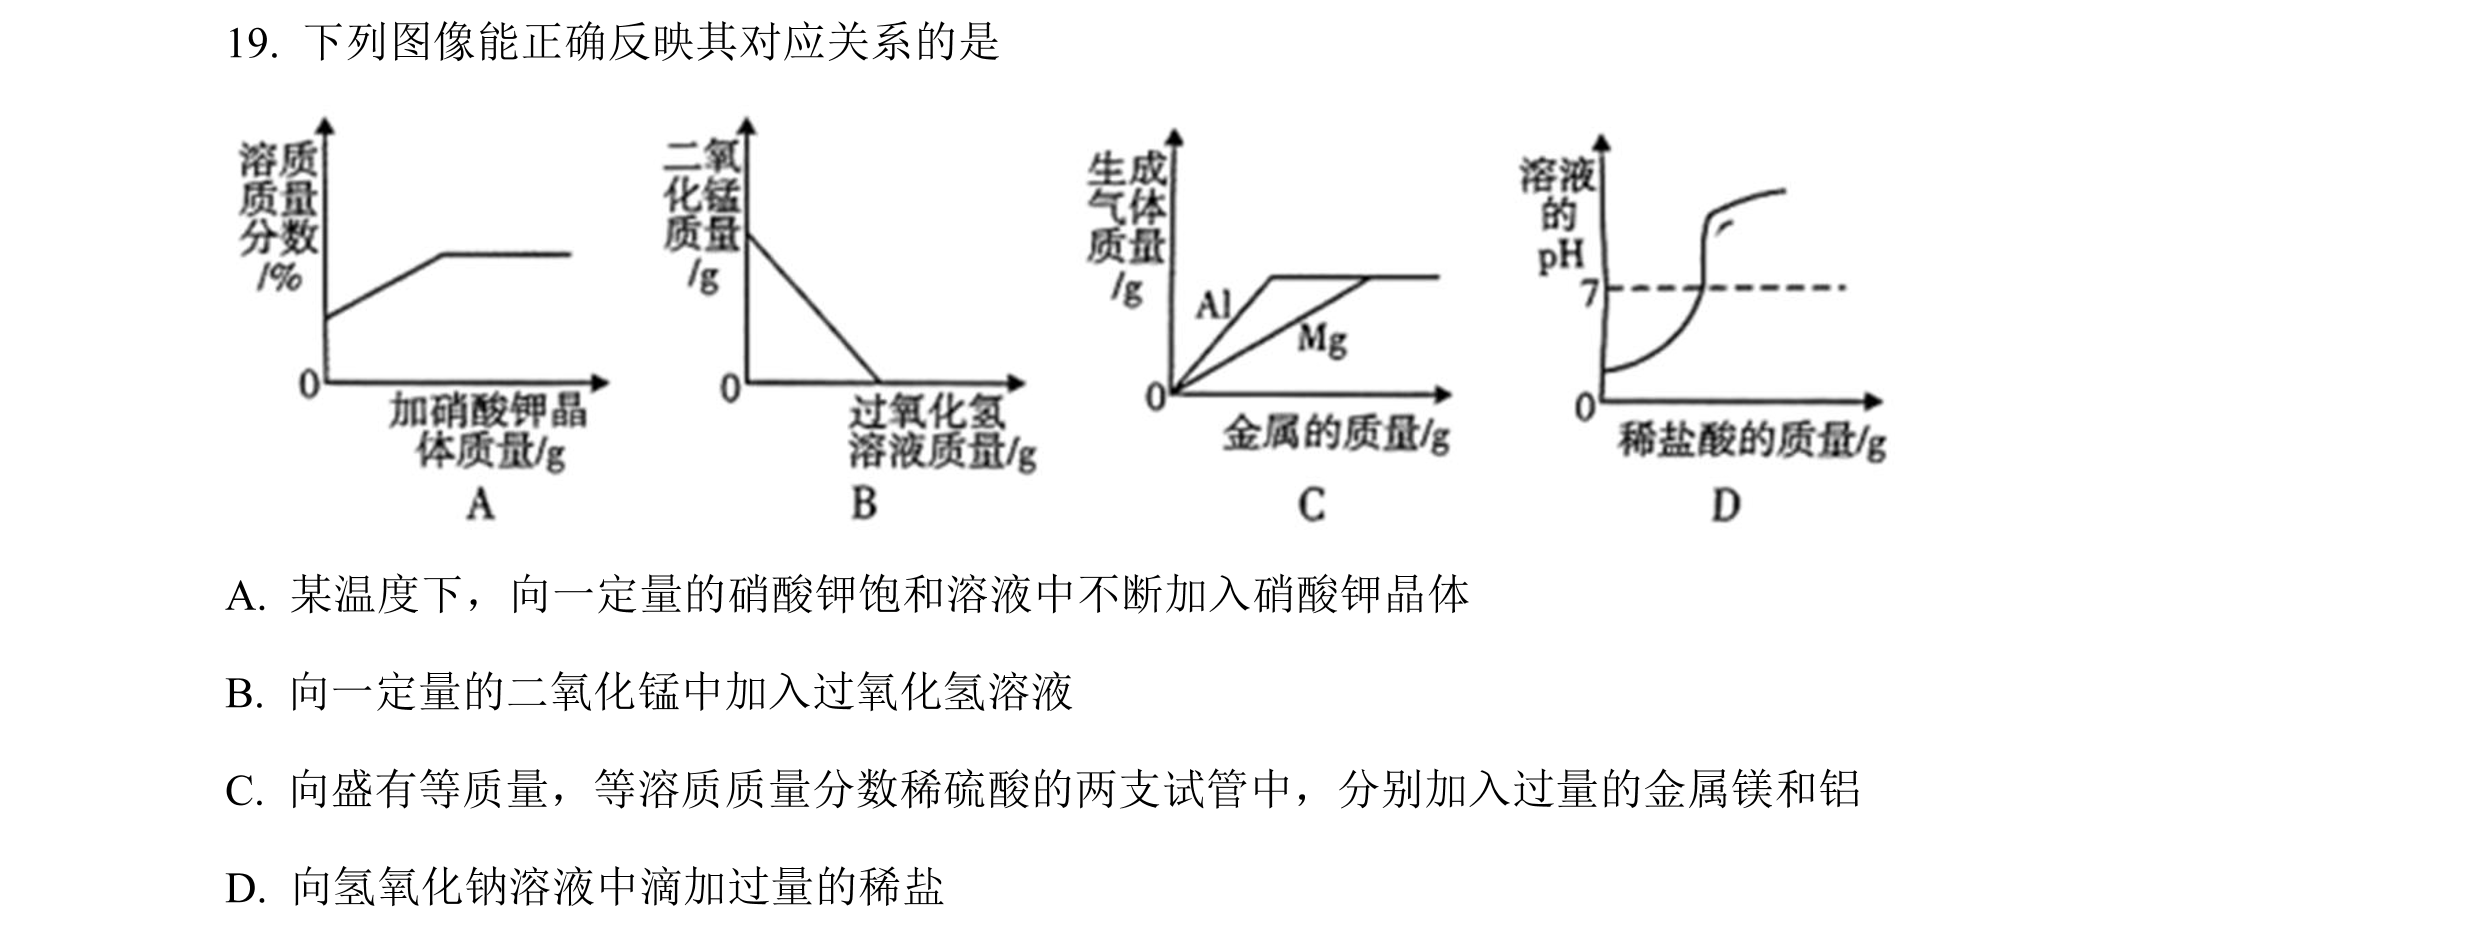 19. 下列图像能正确反映其对应关系的是
溶质
质量
分数
/%
0
加硝酸钾晶
体质量/g
A
二氧
化锰
质量
/g
0
过氧化氢
溶液质量/g
B
生成
气体
质量
/g
Al
Mg
0
金属的质量/g
C
溶液
的
pH
7
0
稀盐酸的质量/g
D
A. 某温度下，向一定量的硝酸钾饱和溶液中不断加入硝酸钾晶体
B. 向一定量的二氧化锰中加入过氧化氢溶液
C. 向盛有等质量，等溶质质量分数稀硫酸的两支试管中，分别加入过量的金属镁和铝
D. 向氢氧化钠溶液中滴加过量的稀盐